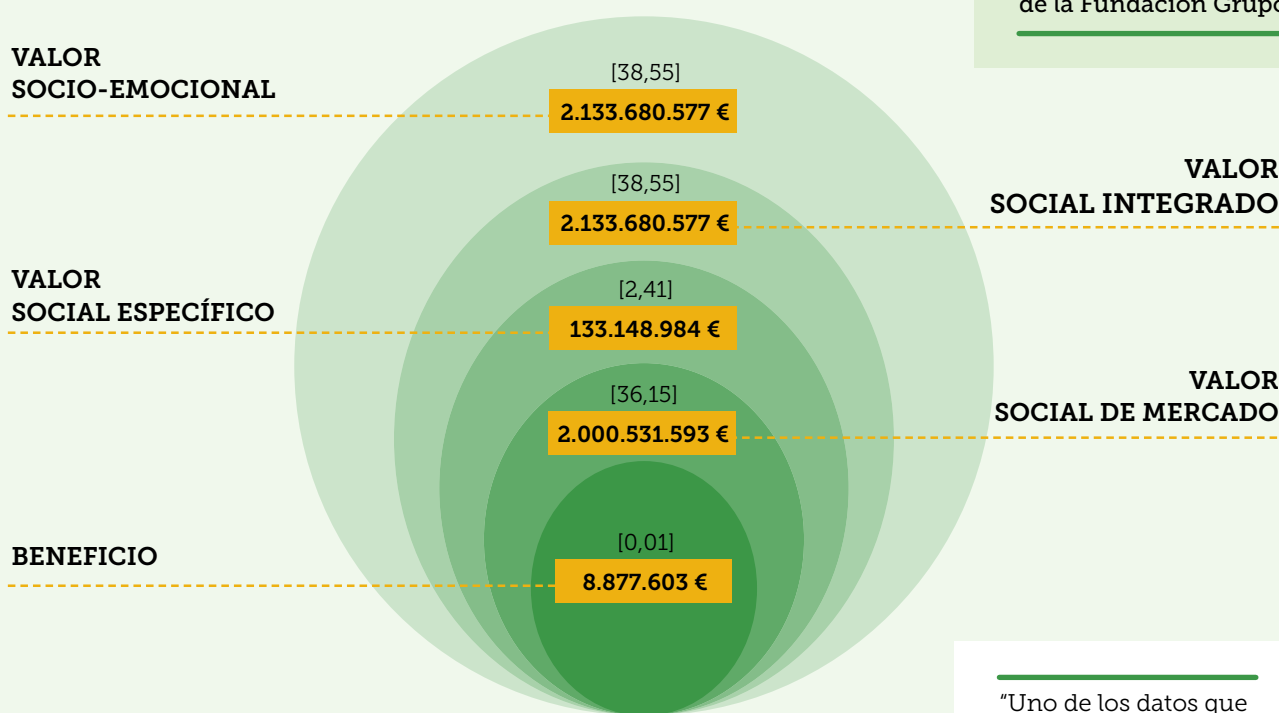 de la Fundación Grupo
VALOR
SOCIO-EMOCIONAL
[38,55]
2.133.680.577 €
VALOR
SOCIAL INTEGRADO
[38,55]
2.133.680.577 €
VALOR
SOCIAL ESPECÍFICO
[2,41]
133.148.984 €
VALOR
SOCIAL DE MERCADO
[36,15]
2.000.531.593 €
BENEFICIO
[0,01]
8.877.603 €
“Uno de los datos que